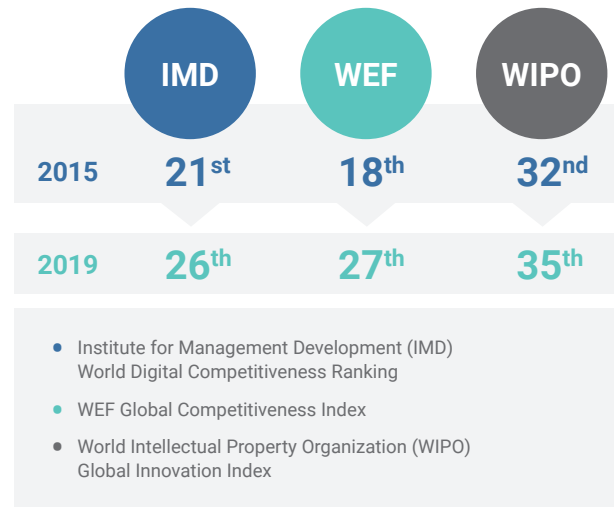 IMD WEF WIPO
2015 21st 18th 32nd
2019 26th 27th 35th
• Institute for Management Development (IMD)
World Digital Competitiveness Ranking
• WEF Global Competitiveness Index
• World Intellectual Property Organization (WIPO)
Global Innovation Index